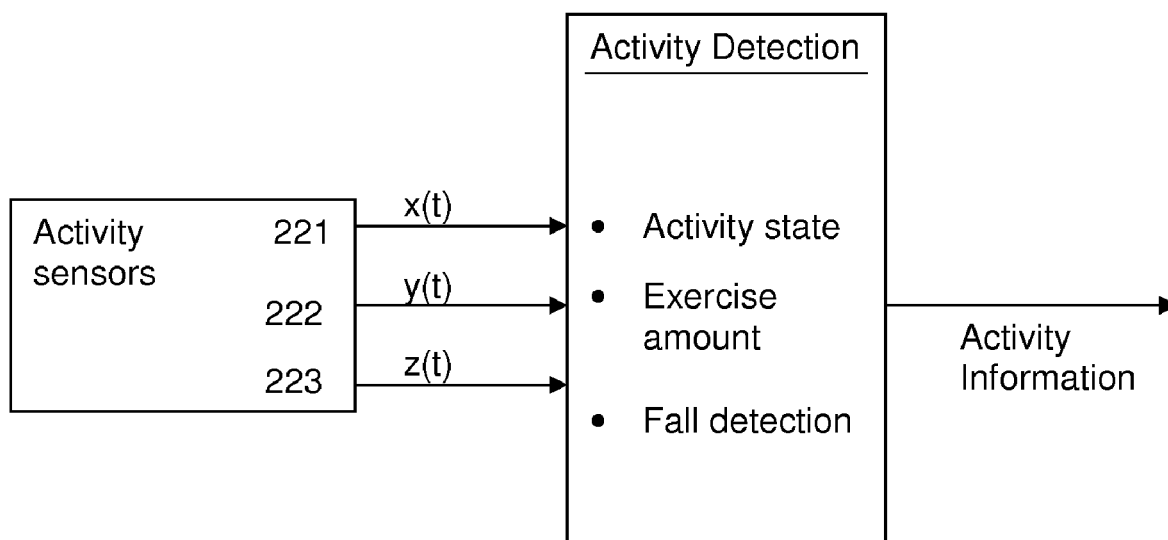 Activity Detection
Activity
sensors
221
222
223
x(t)
y(t)
z(t)
• Activity state
• Exercise
amount
• Fall detection
Activity
Information